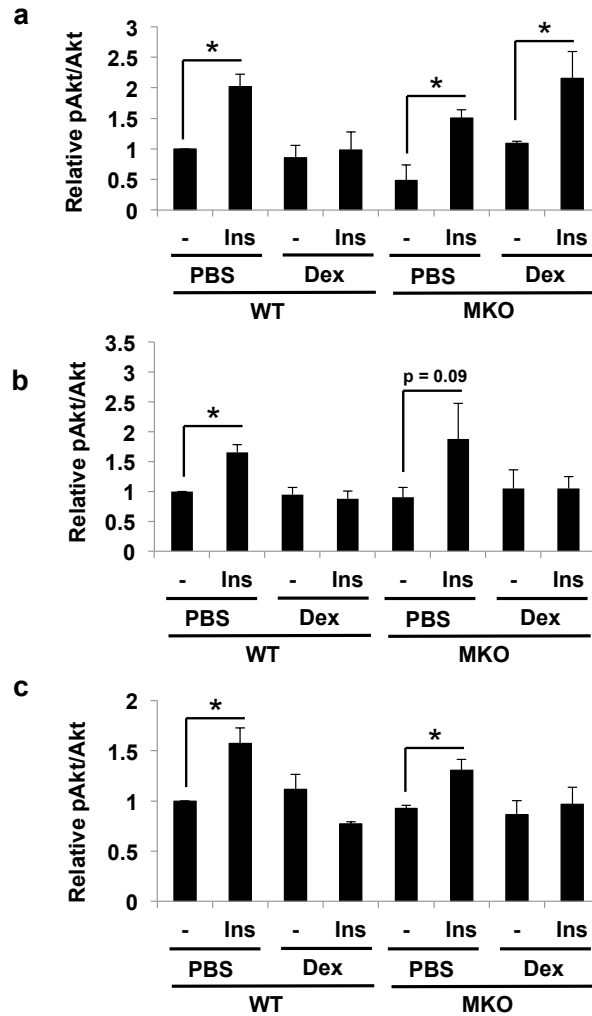 a
Relative pAkt/Akt
3
2.5
2
1.5
1
0.5
0
*
*
*
- Ins - Ins - Ins - Ins
PBS Dex PBS Dex
WT MKO
b
Relative pAkt/Akt
3.5
3
2.5
2
1.5
1
0.5
0
*
p = 0.09
- Ins - Ins - Ins - Ins
PBS Dex PBS Dex
WT MKO
c
Relative pAkt/Akt
2
1.5
1
0.5
0
*
*
- Ins - Ins - Ins - Ins
PBS Dex PBS Dex
WT MKO